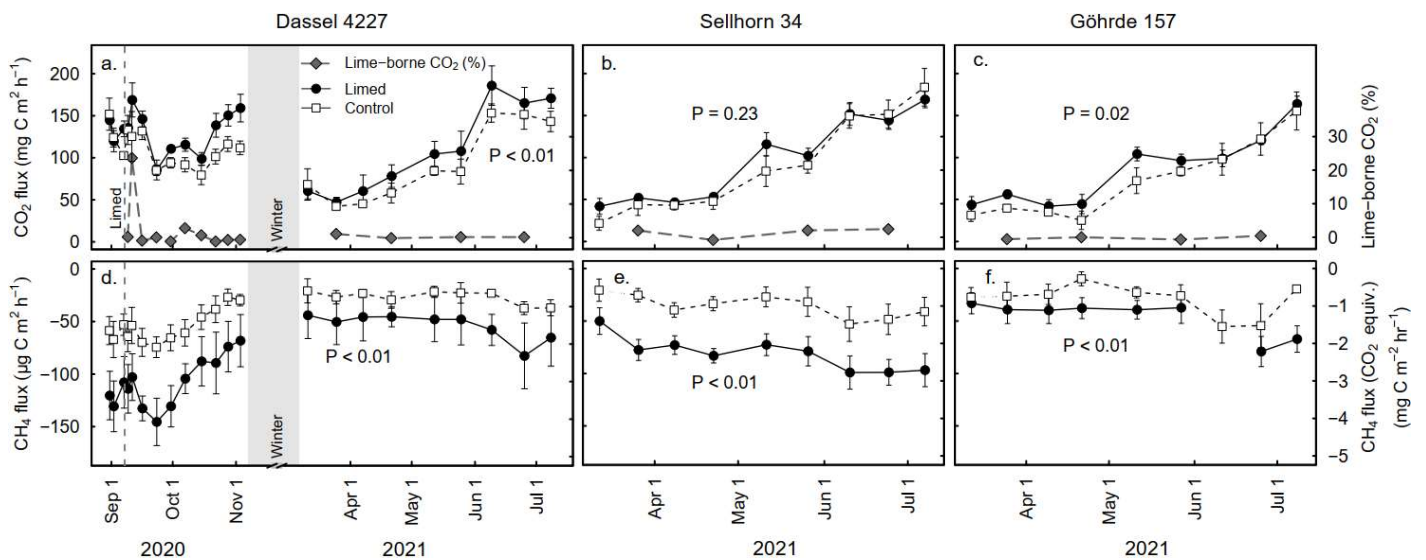 Dassel 4227
Sellhorn 34
Göhrde 157
CO₂ flux (mg C m² h⁻¹)
200
150
100
50
0
a.
Limed
Winter
Lime−borne CO₂ (%)
Limed
Control
P < 0.01
b.
P = 0.23
c.
P = 0.02
30
20
10
0
Lime−borne CO₂ (%)
CH₄ flux (µg C m² h⁻¹)
0
−50
−100
−150
d.
Winter
P < 0.01
e.
P < 0.01
f.
P < 0.01
0
−1
−2
−3
−4
−5
CH₄ flux (CO₂ equiv.)
(mg C m⁻² hr⁻¹)
Sep 1
Oct 1
Nov 1
Apr 1
May 1
Jun 1
Jul 1
Apr 1
May 1
Jun 1
Jul 1
Apr 1
May 1
Jun 1
Jul 1
2020
2021
2021
2021